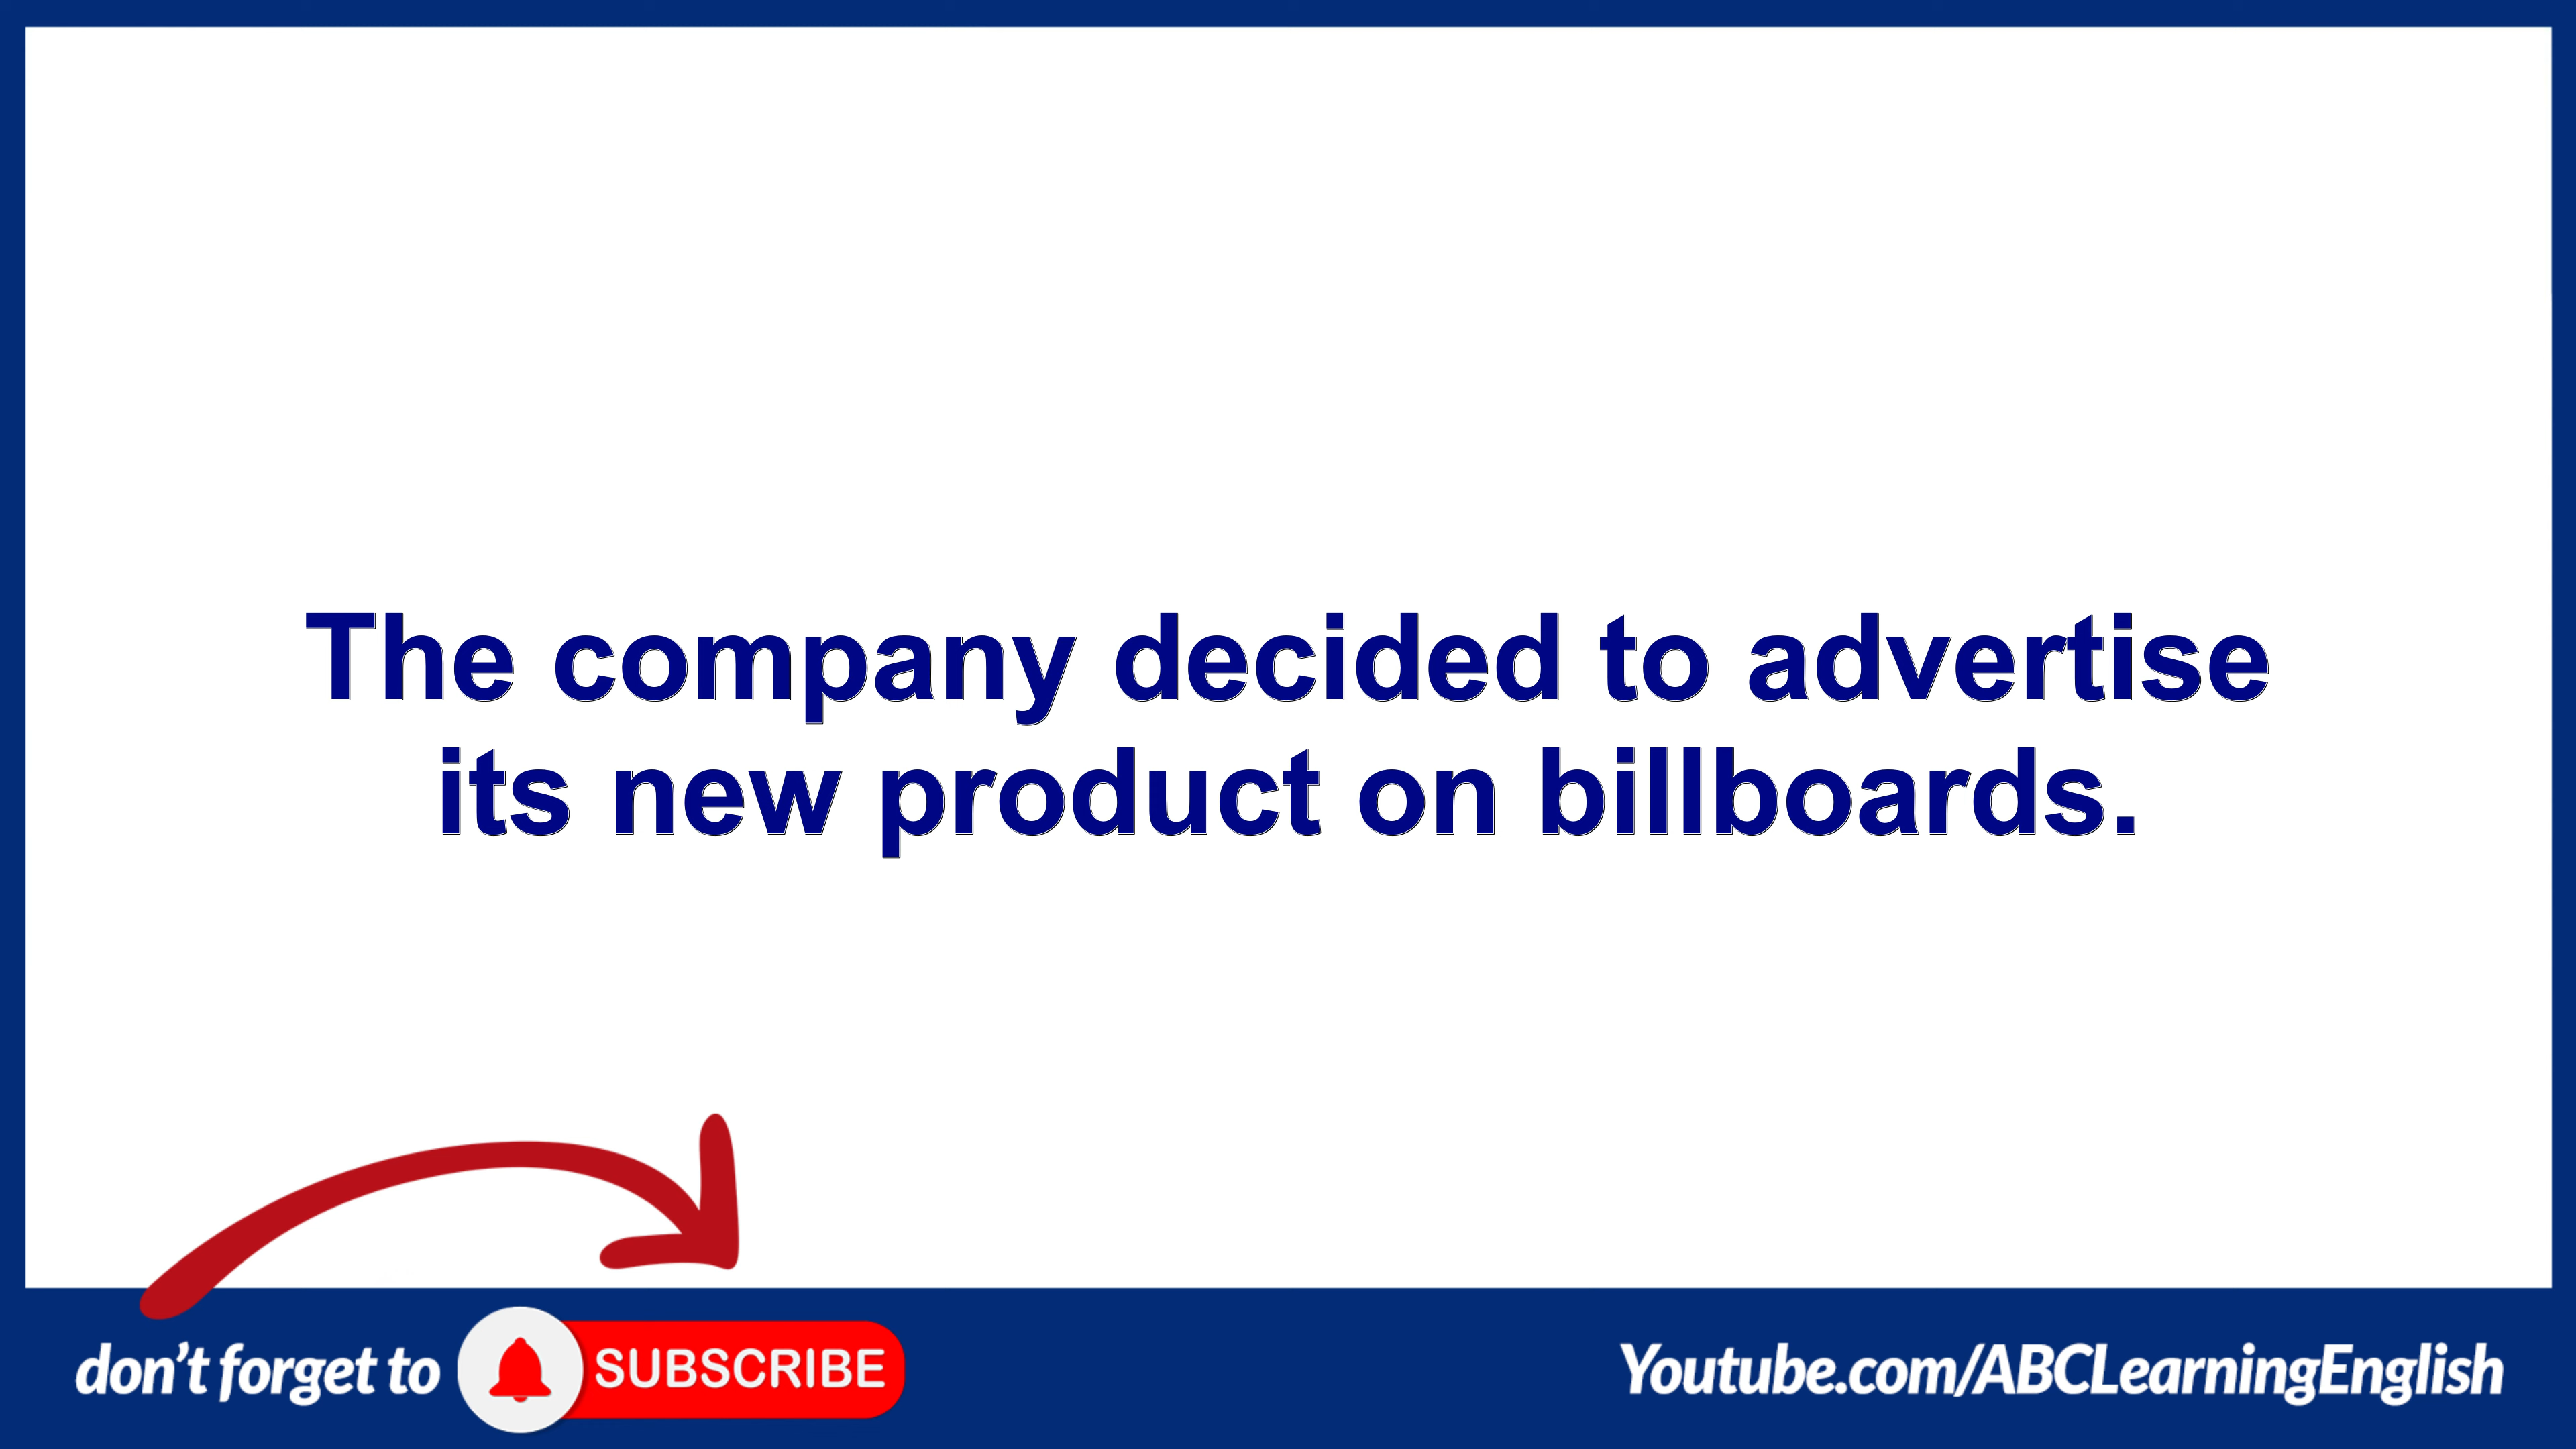 The company decided to advertise
its new product on billboards.
don't forget to SUBSCRIBE
Youtube.com/ABCLearningEnglish